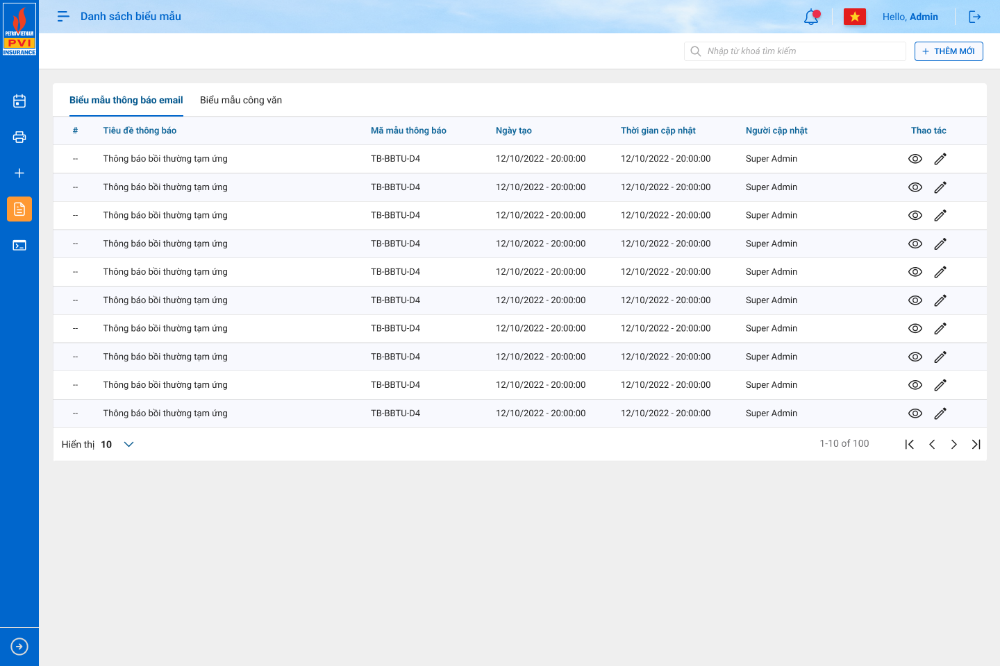 PETROVIETNAM
PVI
INSURANCE
Danh sách biểu mẫu
Hello, Admin
Nhập từ khoá tìm kiếm
+ THÊM MỚI
Biểu mẫu thông báo email
Biểu mẫu công văn
# Tiêu đề thông báo Mã mẫu thông báo Ngày tạo Thời gian cập nhật Người cập nhật Thao tác
-- Thông báo bồi thường tạm ứng TB-BBTU-D4 12/10/2022 - 20:00:00 12/10/2022 - 20:00:00 Super Admin
-- Thông báo bồi thường tạm ứng TB-BBTU-D4 12/10/2022 - 20:00:00 12/10/2022 - 20:00:00 Super Admin
-- Thông báo bồi thường tạm ứng TB-BBTU-D4 12/10/2022 - 20:00:00 12/10/2022 - 20:00:00 Super Admin
-- Thông báo bồi thường tạm ứng TB-BBTU-D4 12/10/2022 - 20:00:00 12/10/2022 - 20:00:00 Super Admin
-- Thông báo bồi thường tạm ứng TB-BBTU-D4 12/10/2022 - 20:00:00 12/10/2022 - 20:00:00 Super Admin
-- Thông báo bồi thường tạm ứng TB-BBTU-D4 12/10/2022 - 20:00:00 12/10/2022 - 20:00:00 Super Admin
-- Thông báo bồi thường tạm ứng TB-BBTU-D4 12/10/2022 - 20:00:00 12/10/2022 - 20:00:00 Super Admin
-- Thông báo bồi thường tạm ứng TB-BBTU-D4 12/10/2022 - 20:00:00 12/10/2022 - 20:00:00 Super Admin
-- Thông báo bồi thường tạm ứng TB-BBTU-D4 12/10/2022 - 20:00:00 12/10/2022 - 20:00:00 Super Admin
-- Thông báo bồi thường tạm ứng TB-BBTU-D4 12/10/2022 - 20:00:00 12/10/2022 - 20:00:00 Super Admin
Hiển thị 10
1-10 of 100